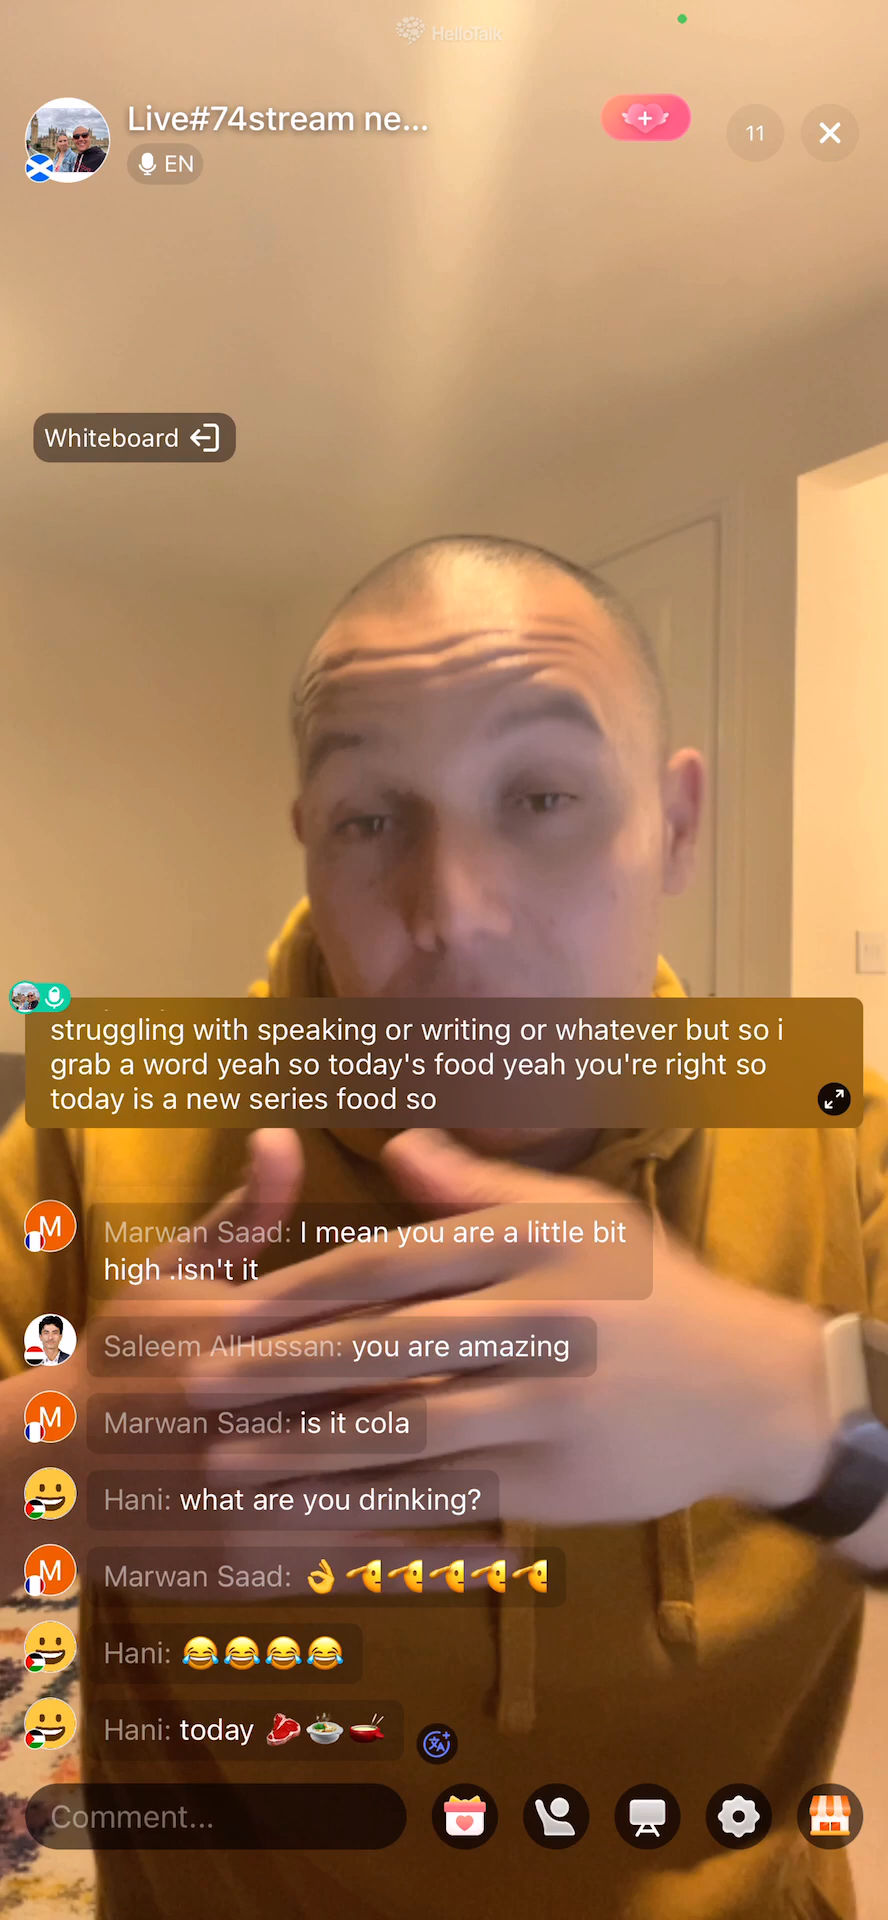 HelloTalk
Live#74stream ne...
EN
11
Whiteboard
struggling with speaking or writing or whatever but so i
grab a word yeah so today's food yeah you're right so
today is a new series food so
Marwan Saad: I mean you are a little bit
high .isn't it
Saleem AlHussan: you are amazing
Marwan Saad: is it cola
Hani: what are you drinking?
Marwan Saad: 👌🫵🫵🫵🫵🫵
Hani: 😂😂😂😂
Hani: today 🥩🍲🫕
Comment...